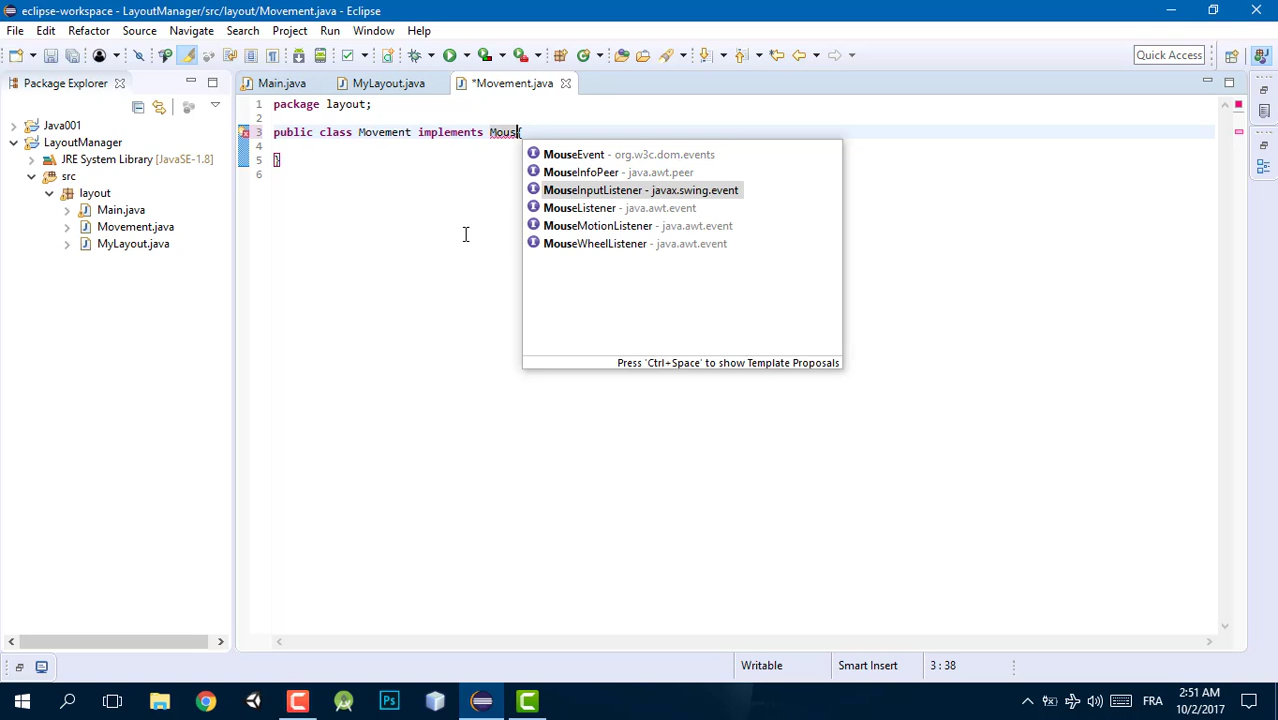 eclipse-workspace - LayoutManager/src/layout/Movement.java - Eclipse
File Edit Refactor Source Navigate Search Project Run Window Help
Quick Access
Package Explorer
Main.java MyLayout.java *Movement.java
Java001
LayoutManager
JRE System Library [JavaSE-1.8]
src
layout
Main.java
Movement.java
MyLayout.java
1 package layout;
2
3 public class Movement implements Mous{
4
5 }
6
MouseEvent - org.w3c.dom.events
MouseInfoPeer - java.awt.peer
MouseInputListener - javax.swing.event
MouseListener - java.awt.event
MouseMotionListener - java.awt.event
MouseWheelListener - java.awt.event
Press 'Ctrl+Space' to show Template Proposals
Writable Smart Insert 3 : 38
Ps
FRA
2:51 AM
10/2/2017